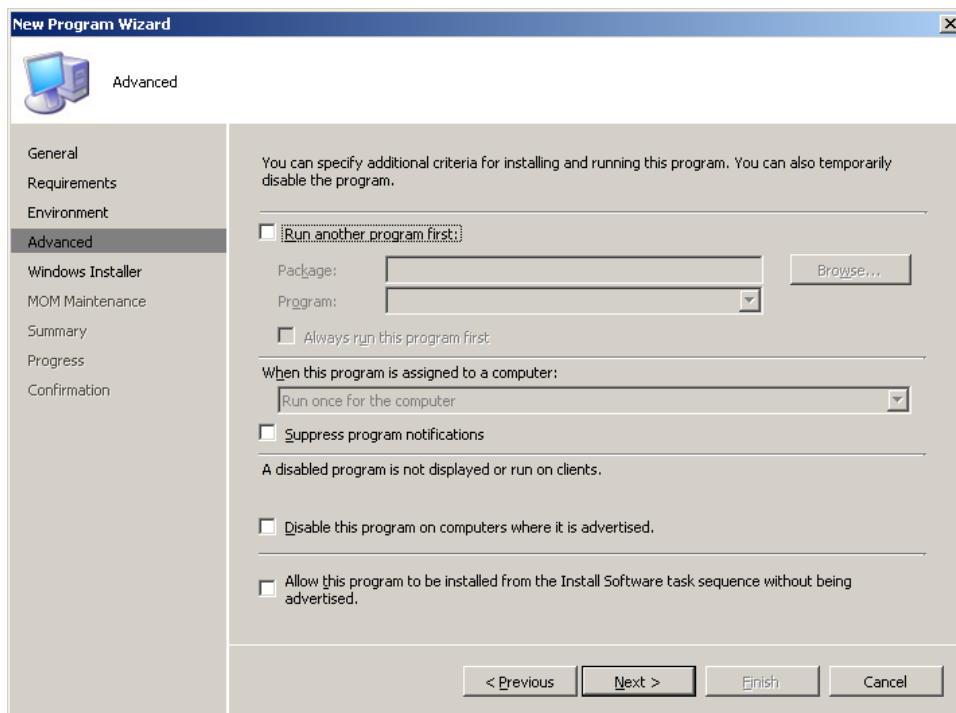 New Program Wizard
Advanced
General
Requirements
Environment
Advanced
Windows Installer
MOM Maintenance
Summary
Progress
Confirmation
You can specify additional criteria for installing and running this program. You can also temporarily
disable the program.
Run another program first:
Package:
Browse...
Program:
Always run this program first
When this program is assigned to a computer:
Run once for the computer
Suppress program notifications
A disabled program is not displayed or run on clients.
Disable this program on computers where it is advertised.
Allow this program to be installed from the Install Software task sequence without being
advertised.
< Previous
Next >
Finish
Cancel